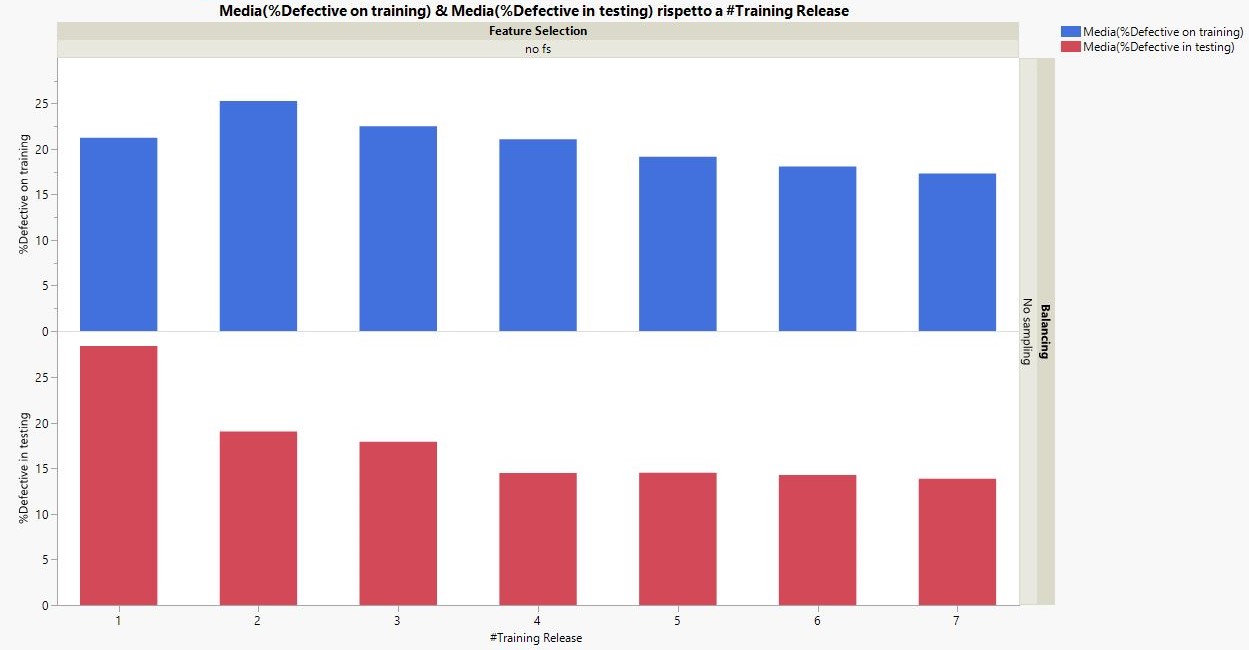 Media(%Defective on training) & Media(%Defective in testing) rispetto a #Training Release
Feature Selection
no fs
Media(%Defective on training)
Media(%Defective in testing)
%Defective on training
25
20
15
10
5
0
%Defective in testing
25
20
15
10
5
0
No sampling
Balancing
1 2 3 4 5 6 7
#Training Release